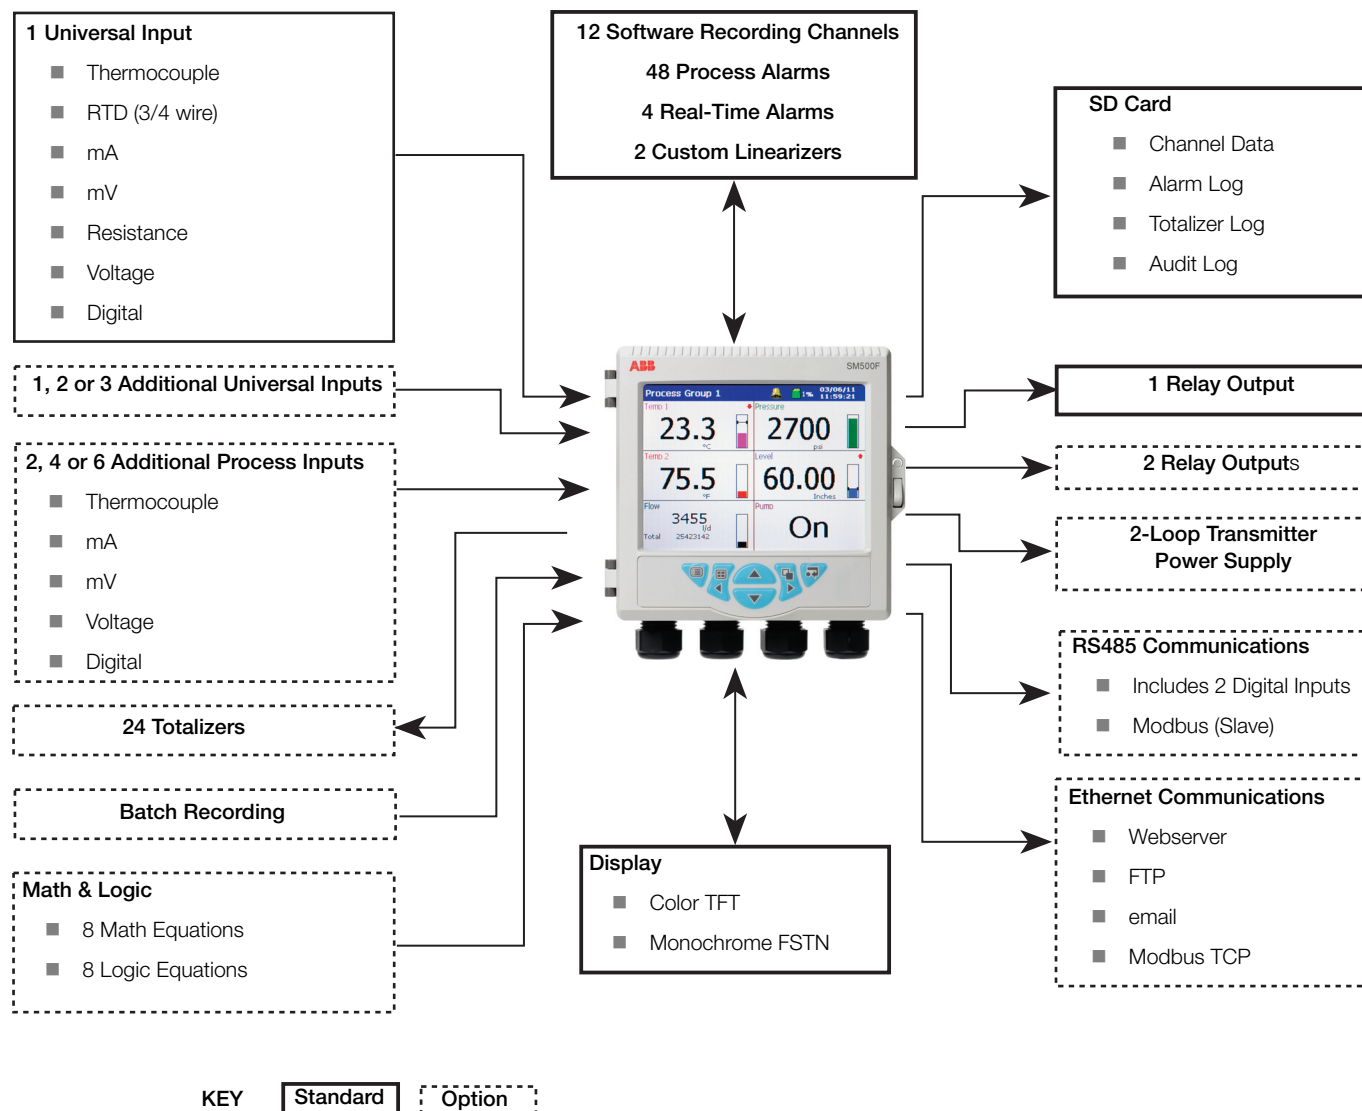 1 Universal Input
Thermocouple
RTD (3/4 wire)
mA
mV
Resistance
Voltage
Digital
1, 2 or 3 Additional Universal Inputs
2, 4 or 6 Additional Process Inputs
Thermocouple
mA
mV
Voltage
Digital
24 Totalizers
Batch Recording
Math & Logic
8 Math Equations
8 Logic Equations
12 Software Recording Channels
48 Process Alarms
4 Real-Time Alarms
2 Custom Linearizers
ABB
SM500F
Process Group 1
1%
03/06/11
11:59:21
Temp 1
23.3
°C
Pressure
2700
psi
Temp 2
75.5
°F
Level
60.00
Inches
Flow
3455
l/d
Total 25423142
Pump
On
Display
Color TFT
Monochrome FSTN
SD Card
Channel Data
Alarm Log
Totalizer Log
Audit Log
1 Relay Output
2 Relay Outputs
2-Loop Transmitter
Power Supply
RS485 Communications
Includes 2 Digital Inputs
Modbus (Slave)
Ethernet Communications
Webserver
FTP
email
Modbus TCP
KEY
Standard
Option